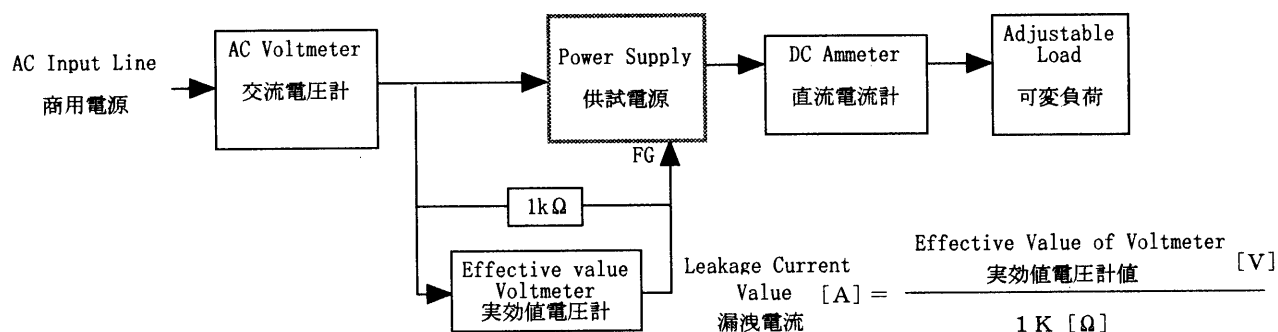 AC Input Line
商用電源
AC Voltmeter
交流電圧計
Power Supply
供試電源
DC Ammeter
直流電流計
Adjustable
Load
可変負荷
FG
1kΩ
Effective value
Voltmeter
実効値電圧計
Leakage Current
Value [A] =
漏洩電流
Effective Value of Voltmeter
実効値電圧計値 [V]
1 K [Ω]